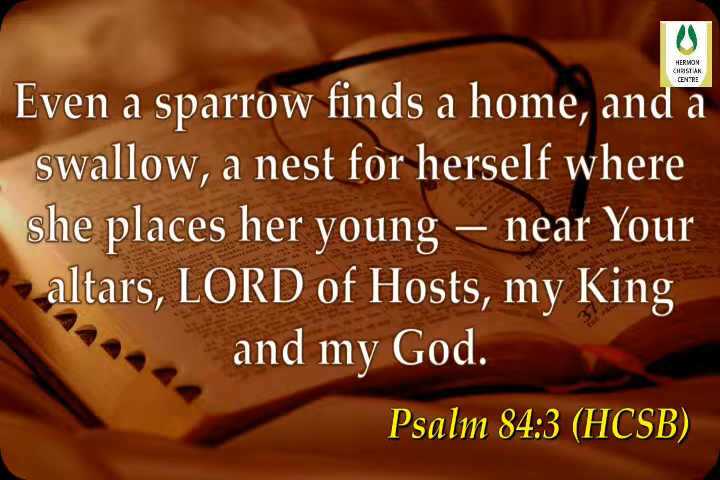 HERMON
CHRISTIAN
CENTRE
Even a sparrow finds a home, and a
swallow, a nest for herself where
she places her young — near Your
altars, LORD of Hosts, my King
and my God.
Psalm 84:3 (HCSB)
37